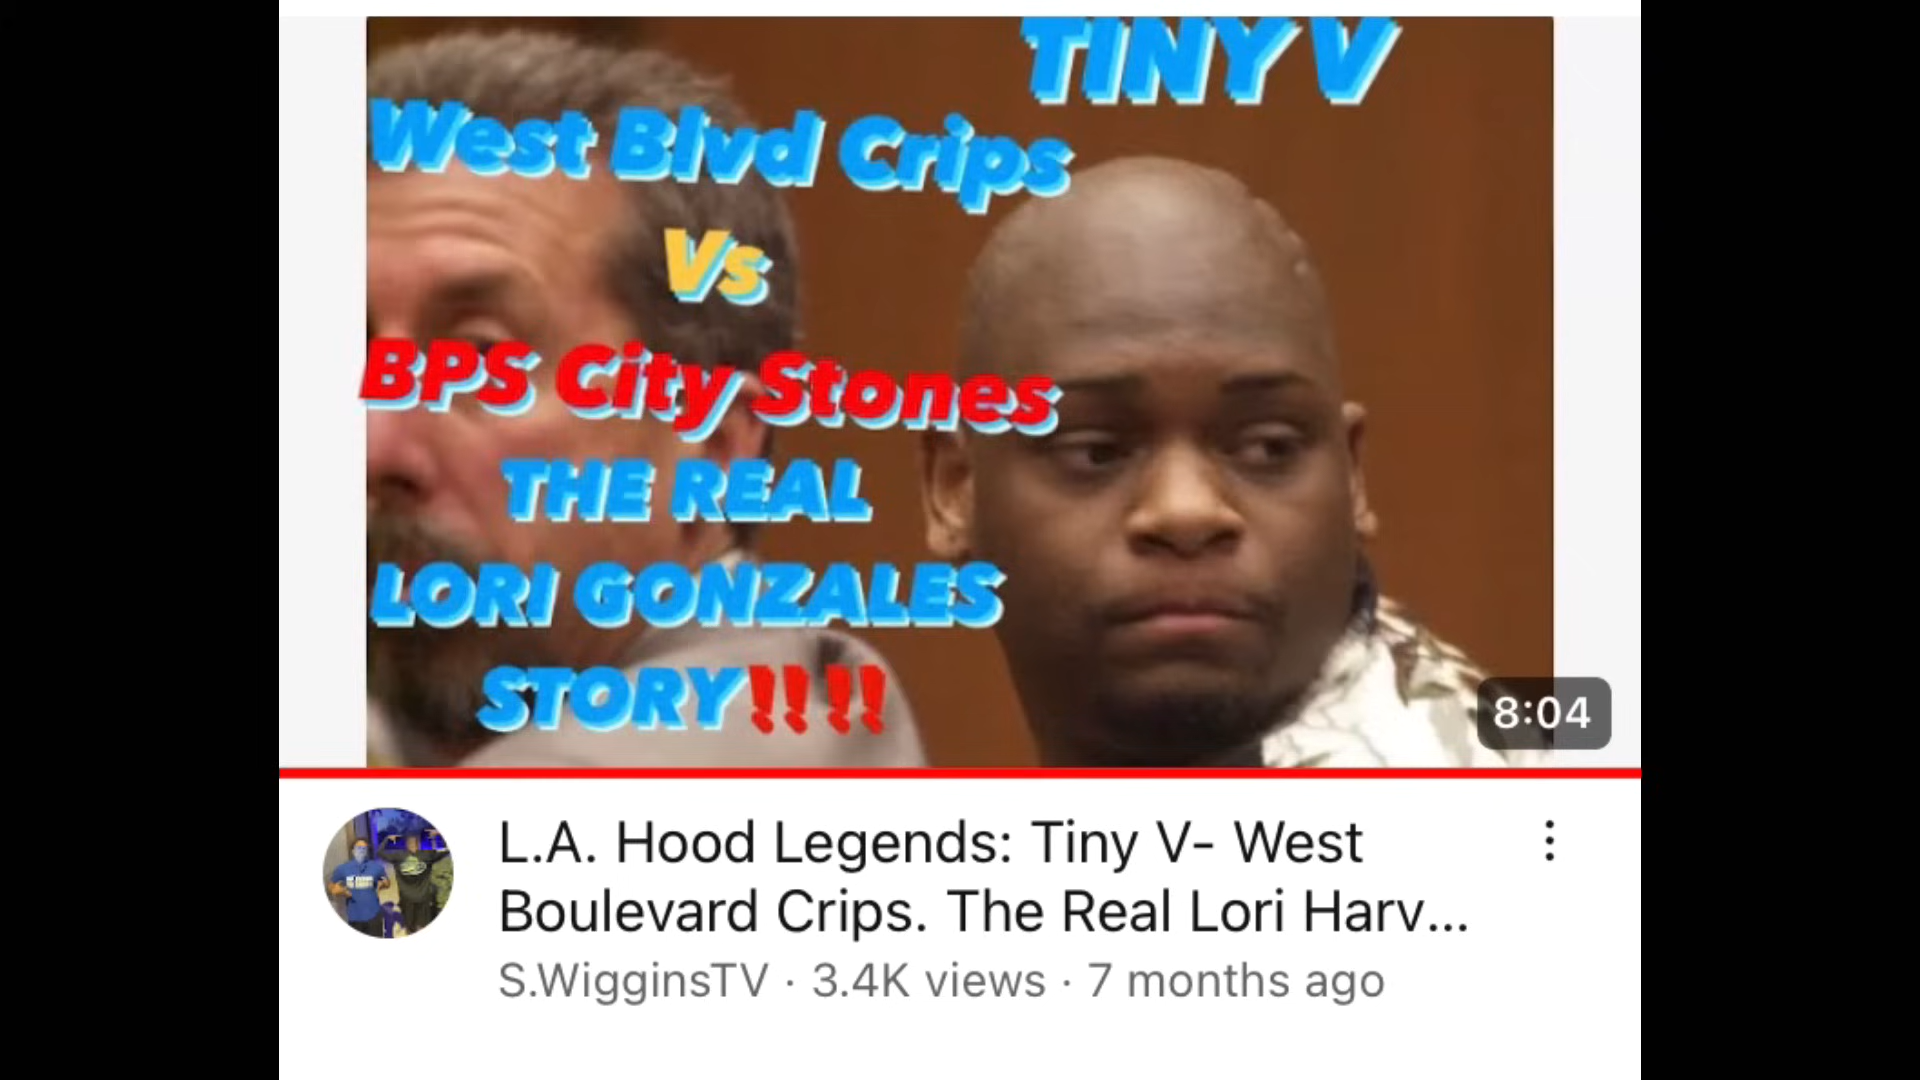 TINY V
West Blvd Crips
Vs
BPS City Stones
THE REAL
LORI GONZALES
STORY!!!!
8:04
L.A. Hood Legends: Tiny V- West
Boulevard Crips. The Real Lori Harv...
S.WigginsTV · 3.4K views · 7 months ago